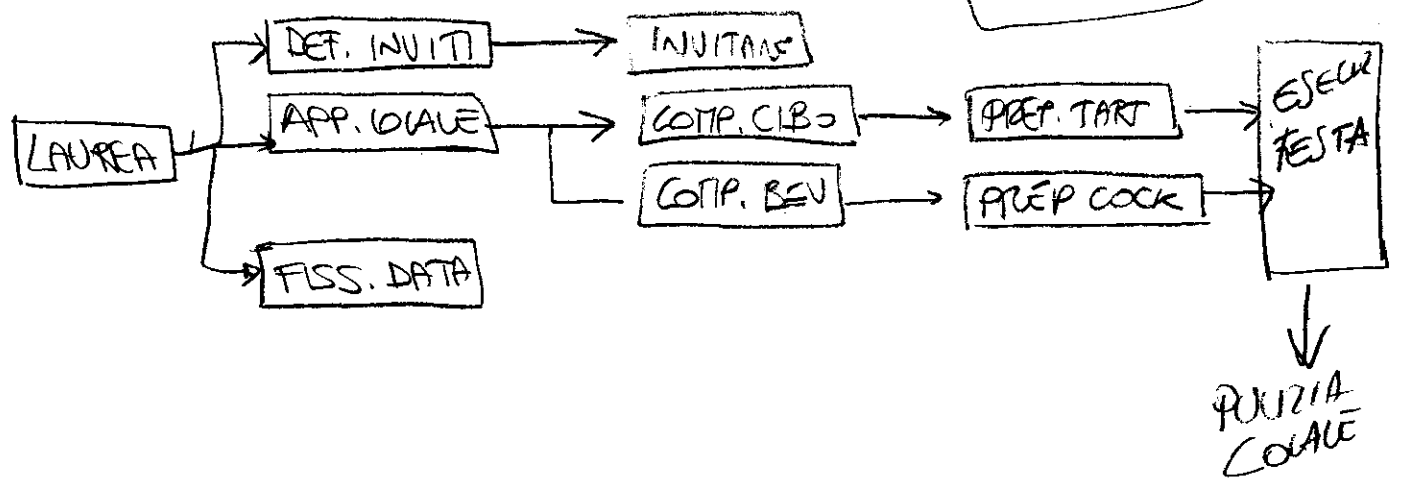 DEF. INVITI
INVITARE
LAUREA
APP. LOCALE
COMP. CIBO
PREP. TART
ESECUZ
FESTA
COMP. BEV
PREP COCK
FISS. DATA
PULIZIA
LOCALE